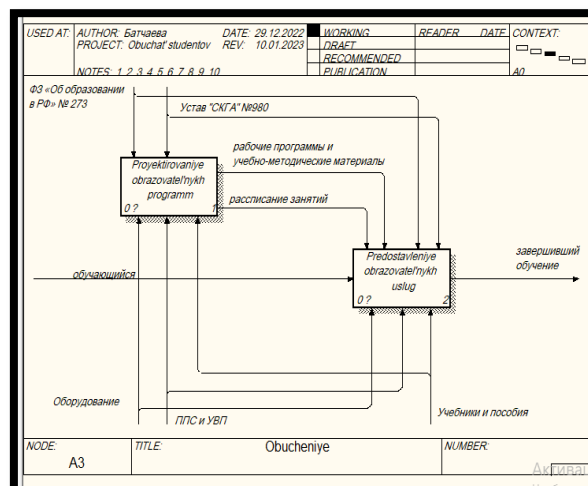 USED AT: AUTHOR: Батчаева DATE: 29.12.2022 WORKING READER DATE CONTEXT:
PROJECT: Obuchat' studentov REV: 10.01.2023 DRAFT
RECOMMENDED
NOTES: 1 2 3 4 5 6 7 8 9 10 PUBLICATION A0
ФЗ «Об образовании
в РФ» № 273
Устав "СКГА" №980
рабочие программы и
учебно-методические материалы
Proyektirovaniye
obrazovatel'nykh
programm
0 ? 1
рассписание занятий
Predostavleniye
obrazovatel'nykh
uslug
0 ? 2
завершивший
обучение
обучающийся
Оборудование
ППС и УВП
Учебники и пособия
NODE: TITLE: Obucheniye NUMBER:
A3